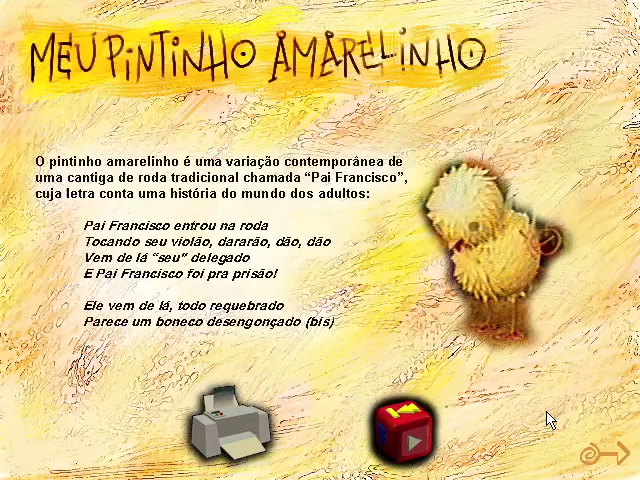 MEU PINTINHO AMARELINHO
O pintinho amarelinho é uma variação contemporânea de
uma cantiga de roda tradicional chamada “Pai Francisco”,
cuja letra conta uma história do mundo dos adultos:
Pai Francisco entrou na roda
Tocando seu violão, dararão, dão, dão
Vem de lá “seu” delegado
E Pai Francisco foi pra prisão!
Ele vem de lá, todo requebrado
Parece um boneco desengonçado (bis)